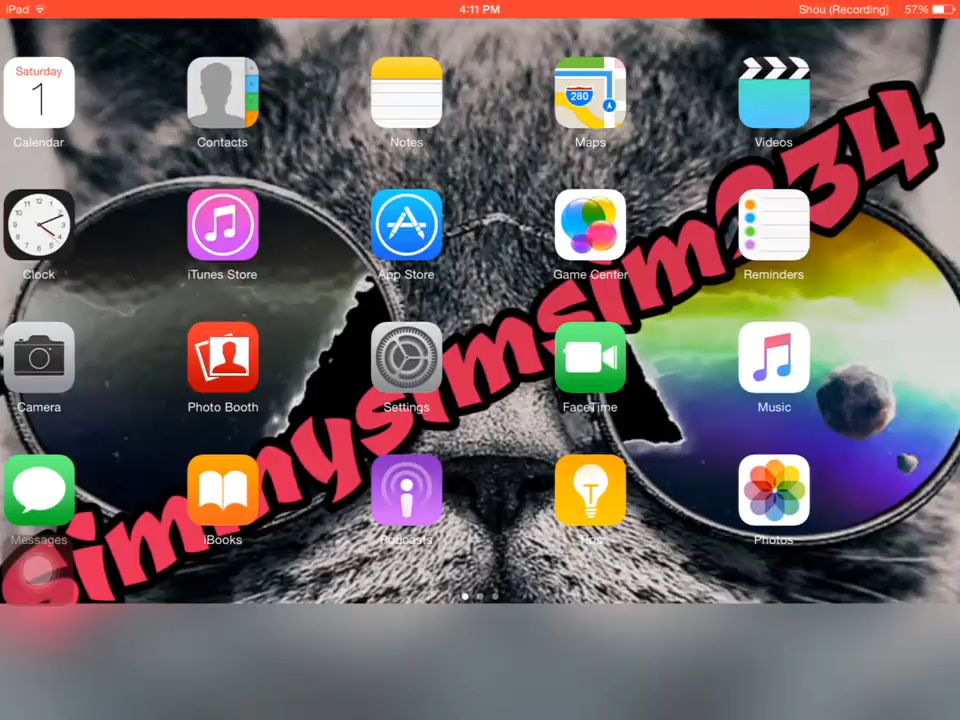 iPad 4:11 PM Shou (Recording) 57%
Saturday
1
280
Calendar Contacts Notes Maps Videos
Clock iTunes Store App Store Game Center Reminders
Camera Photo Booth Settings FaceTime Music
Messages iBooks Podcasts Tips Photos
simmysimsim234